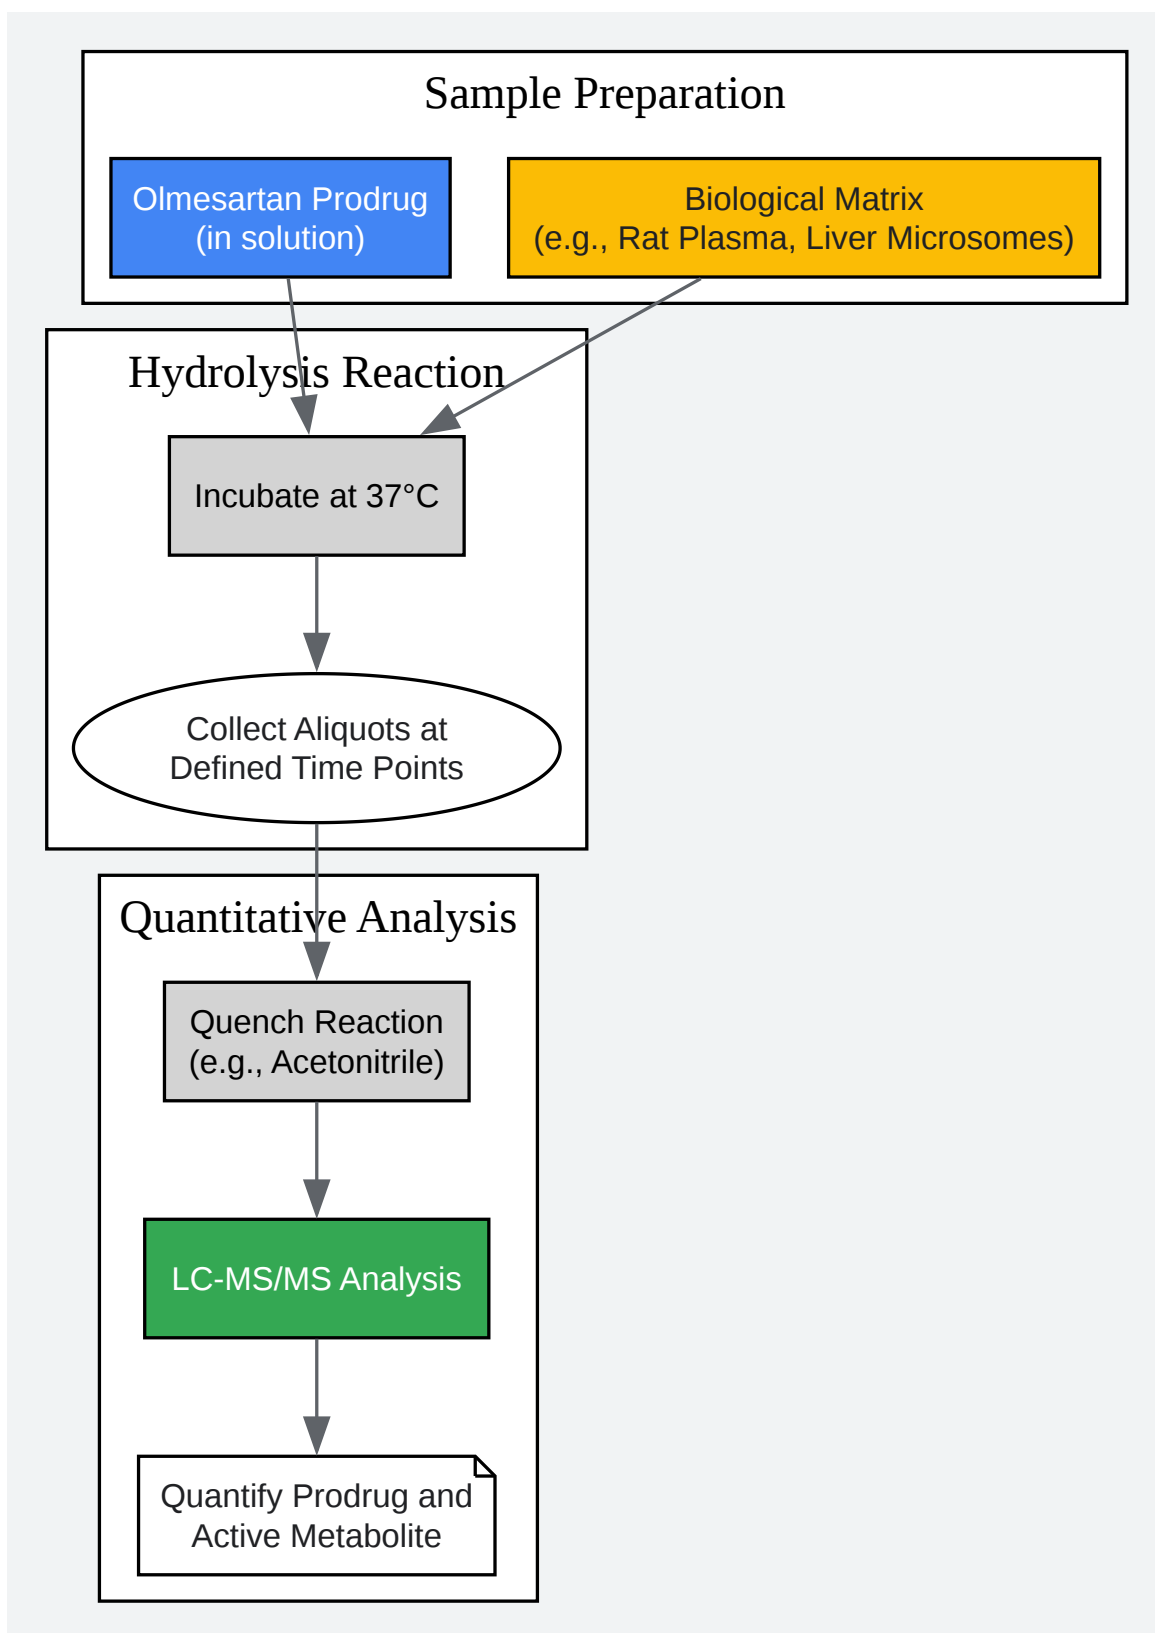 Sample Preparation
Olmesartan Prodrug
(in solution)
Biological Matrix
(e.g., Rat Plasma, Liver Microsomes)
Hydrolysis Reaction
Incubate at 37°C
Collect Aliquots at
Defined Time Points
Quantitative Analysis
Quench Reaction
(e.g., Acetonitrile)
LC-MS/MS Analysis
Quantify Prodrug and
Active Metabolite